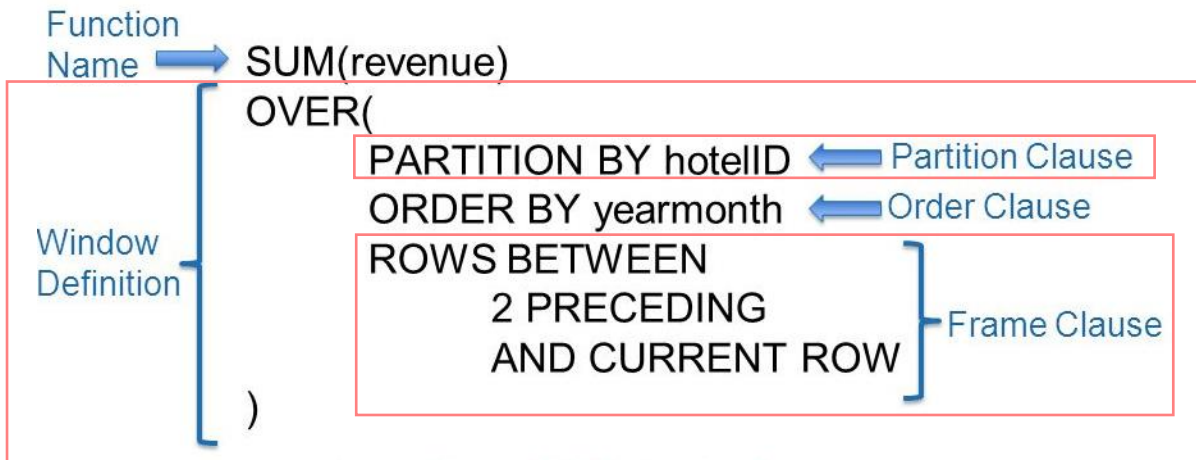 Function
Name
SUM(revenue)
OVER(
PARTITION BY hotelID
Partition Clause
ORDER BY yearmonth
Order Clause
Window
Definition
ROWS BETWEEN
2 PRECEDING
AND CURRENT ROW
Frame Clause
)